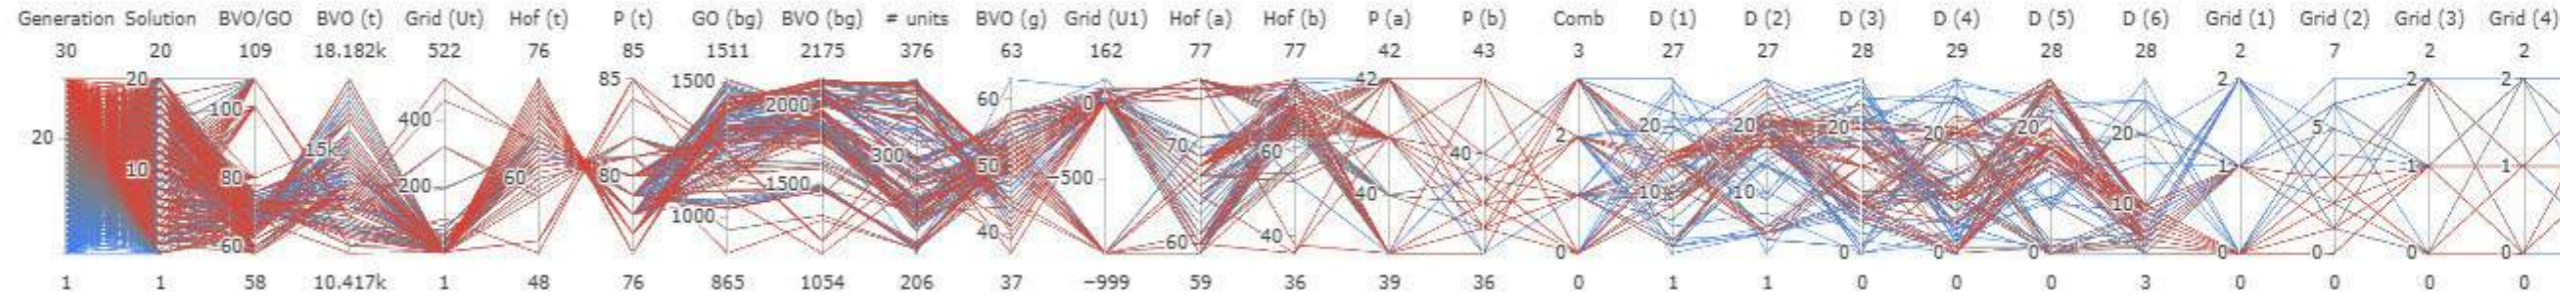 Generation Solution BVO/GO BVO (t) Grid (Ut) Hof (t) P (t) GO (bg) BVO (bg) # units BVO (g) Grid (U1) Hof (a) Hof (b) P (a) P (b) Comb D (1) D (2) D (3) D (4) D (5) D (6) Grid (1) Grid (2) Grid (3) Grid (4)
30 20 109 18.182k 522 76 85 1511 2175 376 63 162 77 77 42 43 3 27 27 28 29 28 28 2 7 2 2
20 85 1500 42 2 2 2
100 2000 60 0
20 400 15k 2 20 20 20 20 20 20 5
10 300 70 60 40
80 200 60 80 1500 50 −500 40 10 10 1 1 1
1000 40 10
60 60 40 0 0 0 0 0 0 0 0
1 1 58 10.417k 1 48 76 865 1054 206 37 −999 59 36 39 36 0 1 1 0 0 0 3 0 0 0 0